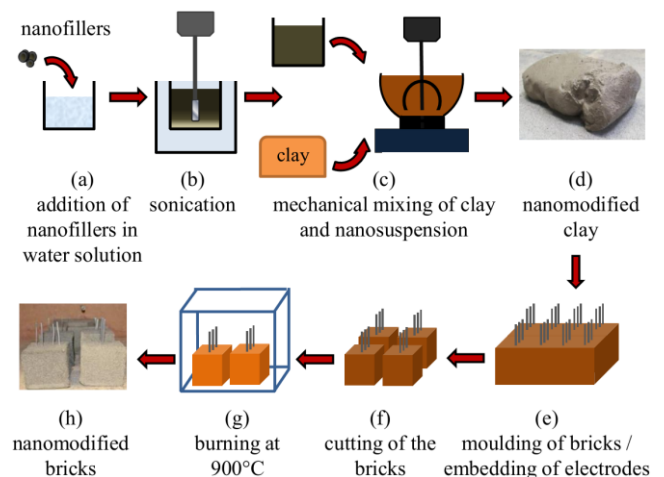 nanofillers
clay
(a)
addition of
nanofillers in
water solution
(b)
sonication
(c)
mechanical mixing of clay
and nanosuspension
(d)
nanomodified
clay
(h)
nanomodified
bricks
(g)
burning at
900°C
(f)
cutting of the
bricks
(e)
moulding of bricks /
embedding of electrodes